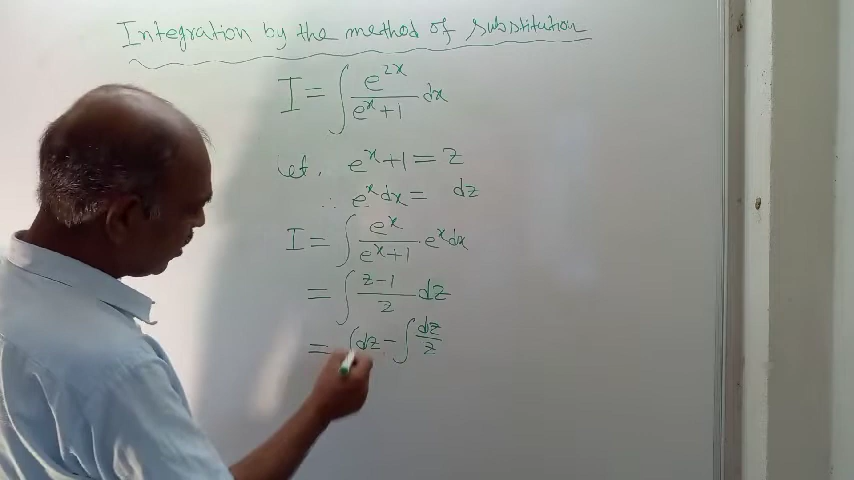 Integration by the method of substitution
I = ∫ e^{2x}/(e^x+1) dx
Let, e^x+1 = z
∴ e^x dx = dz
I = ∫ e^x/(e^x+1) e^x dx
= ∫ (z-1)/z dz
= ∫ dz - ∫ dz/z